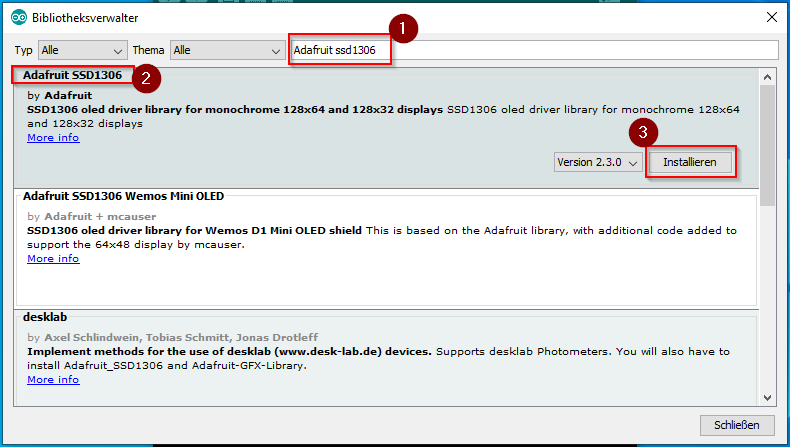 Bibliotheksverwalter
1
Typ Alle Thema Alle Adafruit ssd1306
Adafruit SSD1306
2
by Adafruit
SSD1306 oled driver library for monochrome 128x64 and 128x32 displays SSD1306 oled driver library for monochrome 128x64
and 128x32 displays
More info
3
Version 2.3.0 Installieren
Adafruit SSD1306 Wemos Mini OLED
by Adafruit + mcauser
SSD1306 oled driver library for Wemos D1 Mini OLED shield This is based on the Adafruit library, with additional code added to
support the 64x48 display by mcauser.
More info
desklab
by Axel Schlindwein, Tobias Schmitt, Jonas Drotleff
Implement methods for the use of desklab (www.desk-lab.de) devices. Supports desklab Photometers. You will also have to
install Adafruit_SSD1306 and Adafruit-GFX-Library.
More info
Schließen